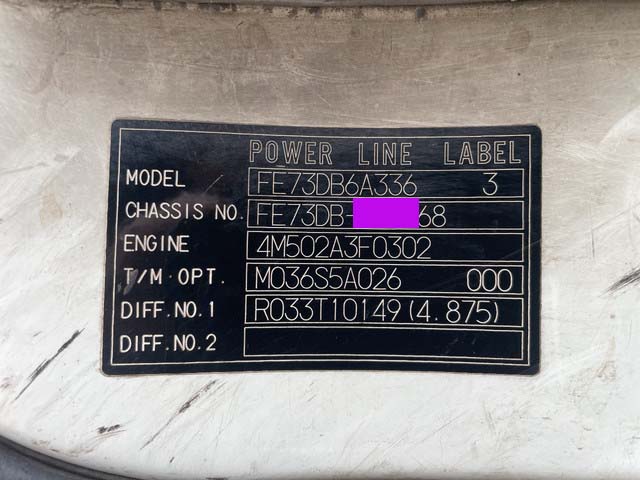 POWER LINE LABEL
MODEL FE73DB6A336 3
CHASSIS NO. FE73DB- 68
ENGINE 4M502A3F0302
T/M OPT. M036S5A026 000
DIFF.NO.1 R033T10149(4.875)
DIFF.NO.2